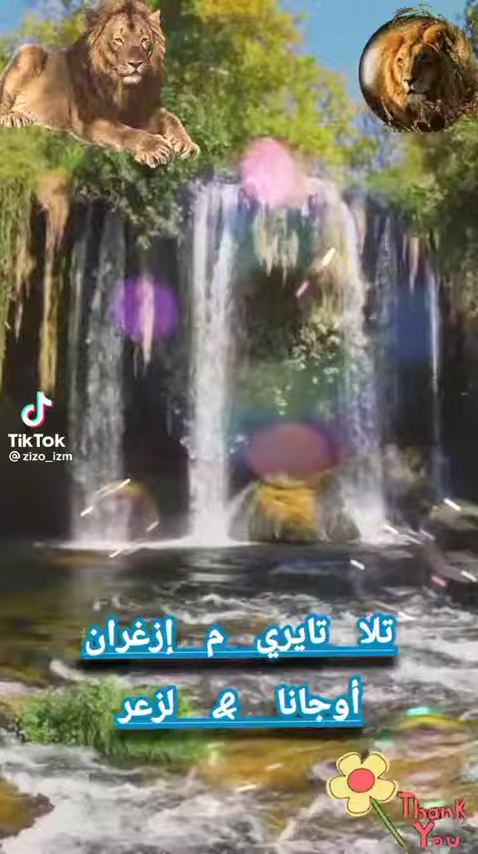 TikTok
@zizo_izm
تلا تايري م إزغران
أوجانا & لزعر
Thank
You